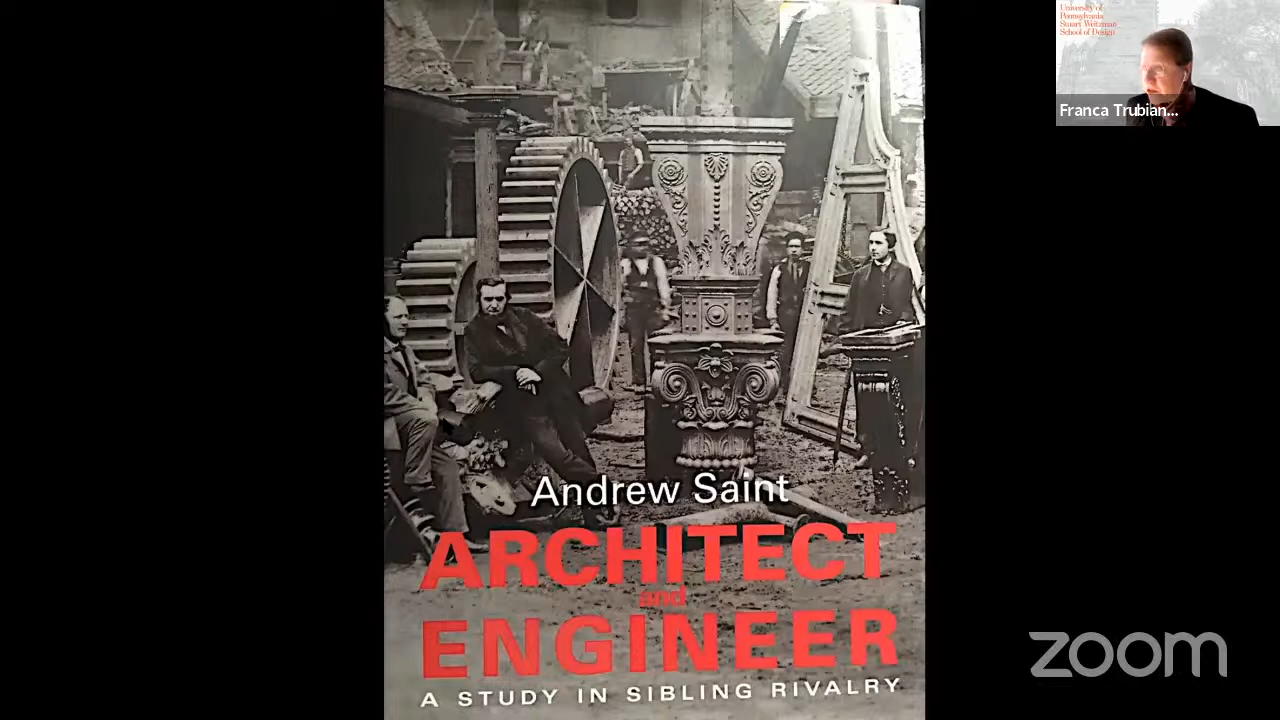 Andrew Saint
ARCHITECT
and
ENGINEER
A STUDY IN SIBLING RIVALRY
University of
Pennsylvania
Stuart Weitzman
School of Design
Franca Trubian...
zoom